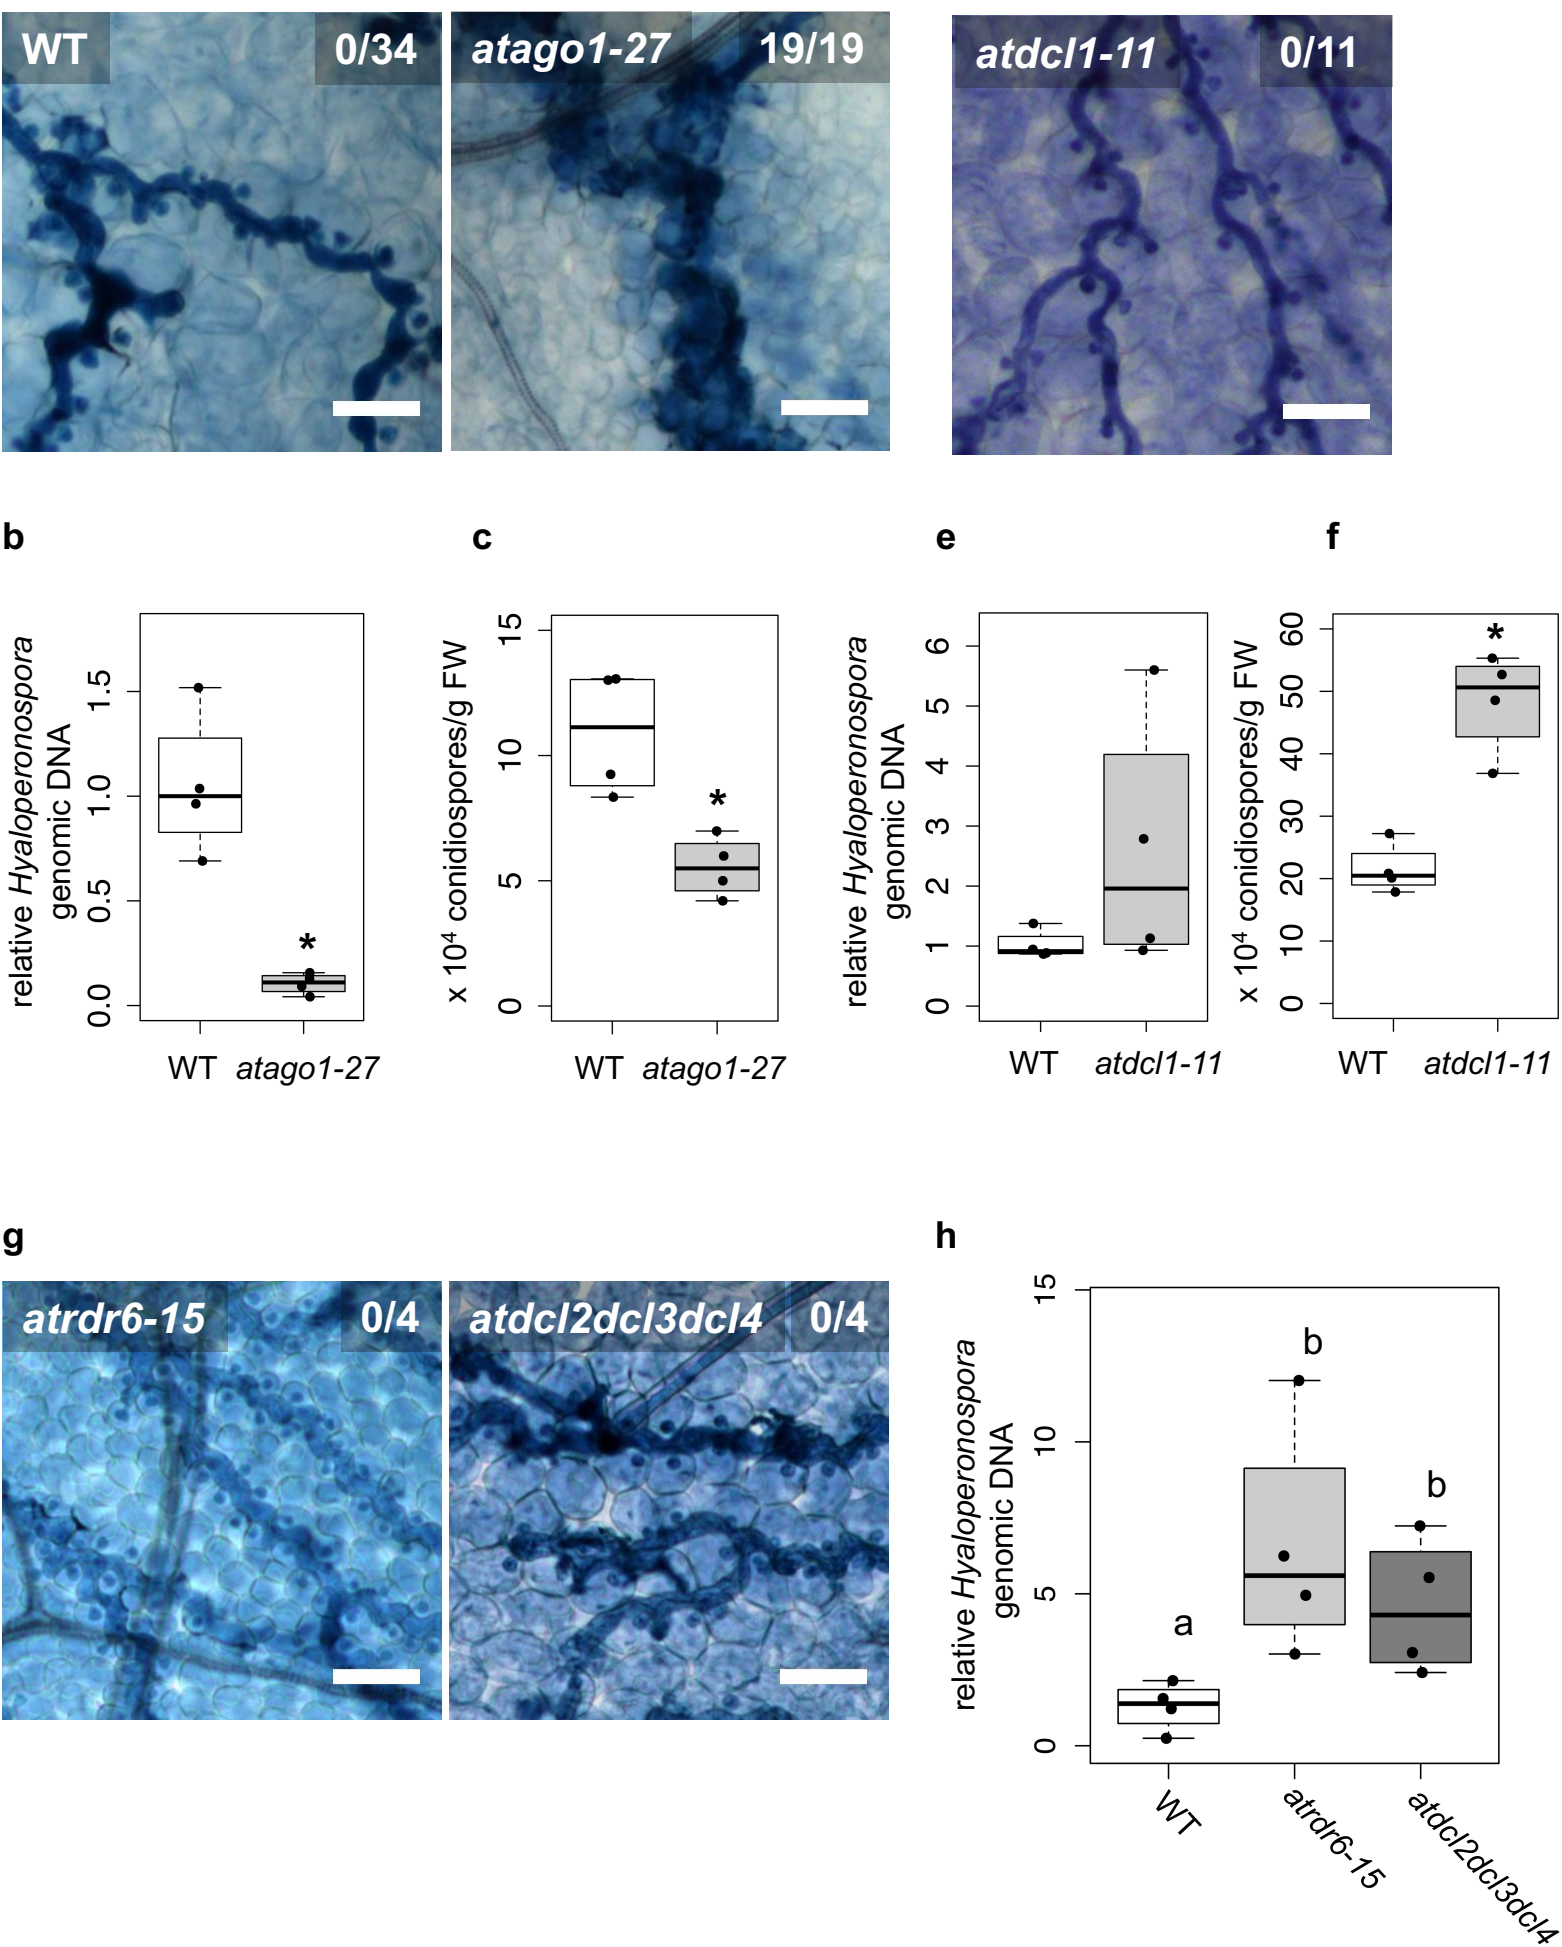 WT 0/34 atago1-27 19/19 atdcl1-11 0/11
b c e f
relative Hyaloperonospora
genomic DNA
0.0 0.5 1.0 1.5
*
WT atago1-27
x 10⁴ conidiospores/g FW
0 5 10 15
*
WT atago1-27
relative Hyaloperonospora
genomic DNA
0 1 2 3 4 5 6
WT atdcl1-11
x 10⁴ conidiospores/g FW
0 10 20 30 40 50 60
*
WT atdcl1-11
g h
atrdr6-15 0/4 atdcl2dcl3dcl4 0/4
relative Hyaloperonospora
genomic DNA
0 5 10 15
a b b
WT
atrdr6-15
atdcl2dcl3dcl4